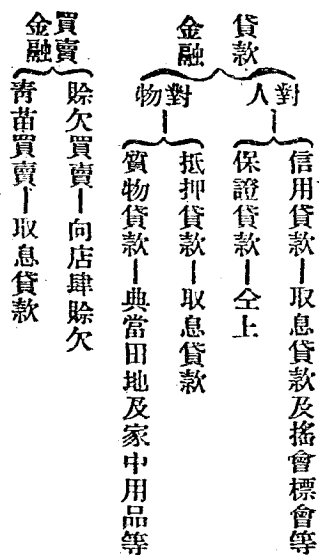 貸款金融
對人
信用貸款—取息貸款及搖會標會等
保證貸款—仝上
對物
抵押貸款—取息貸款
質物貸款—典當田地及家中用品等
買賣金融
賒欠買賣—向店肆賒欠
靑苗買賣—取息貸款